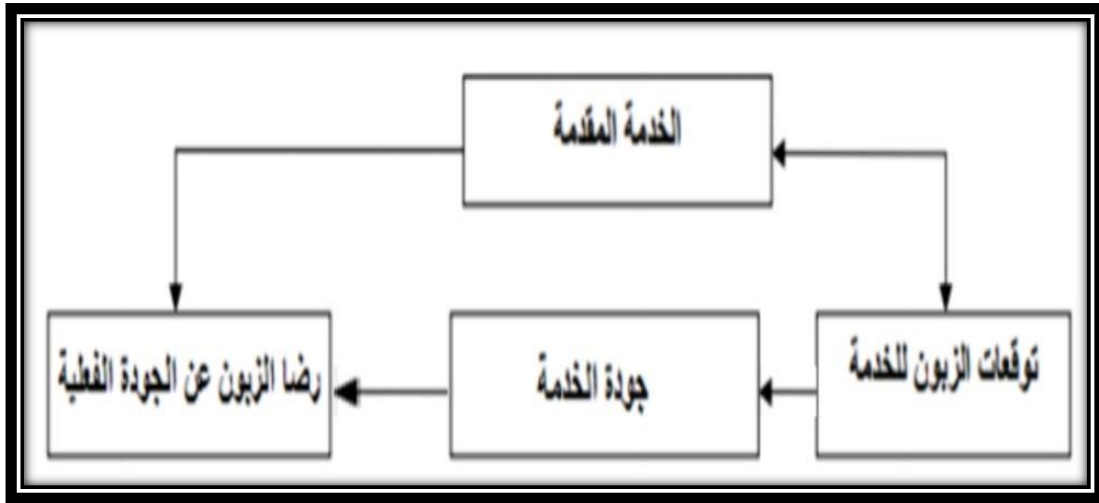 الخدمة المقدمة
توقعات الزبون للخدمة
جودة الخدمة
رضا الزبون عن الجودة الفعلية